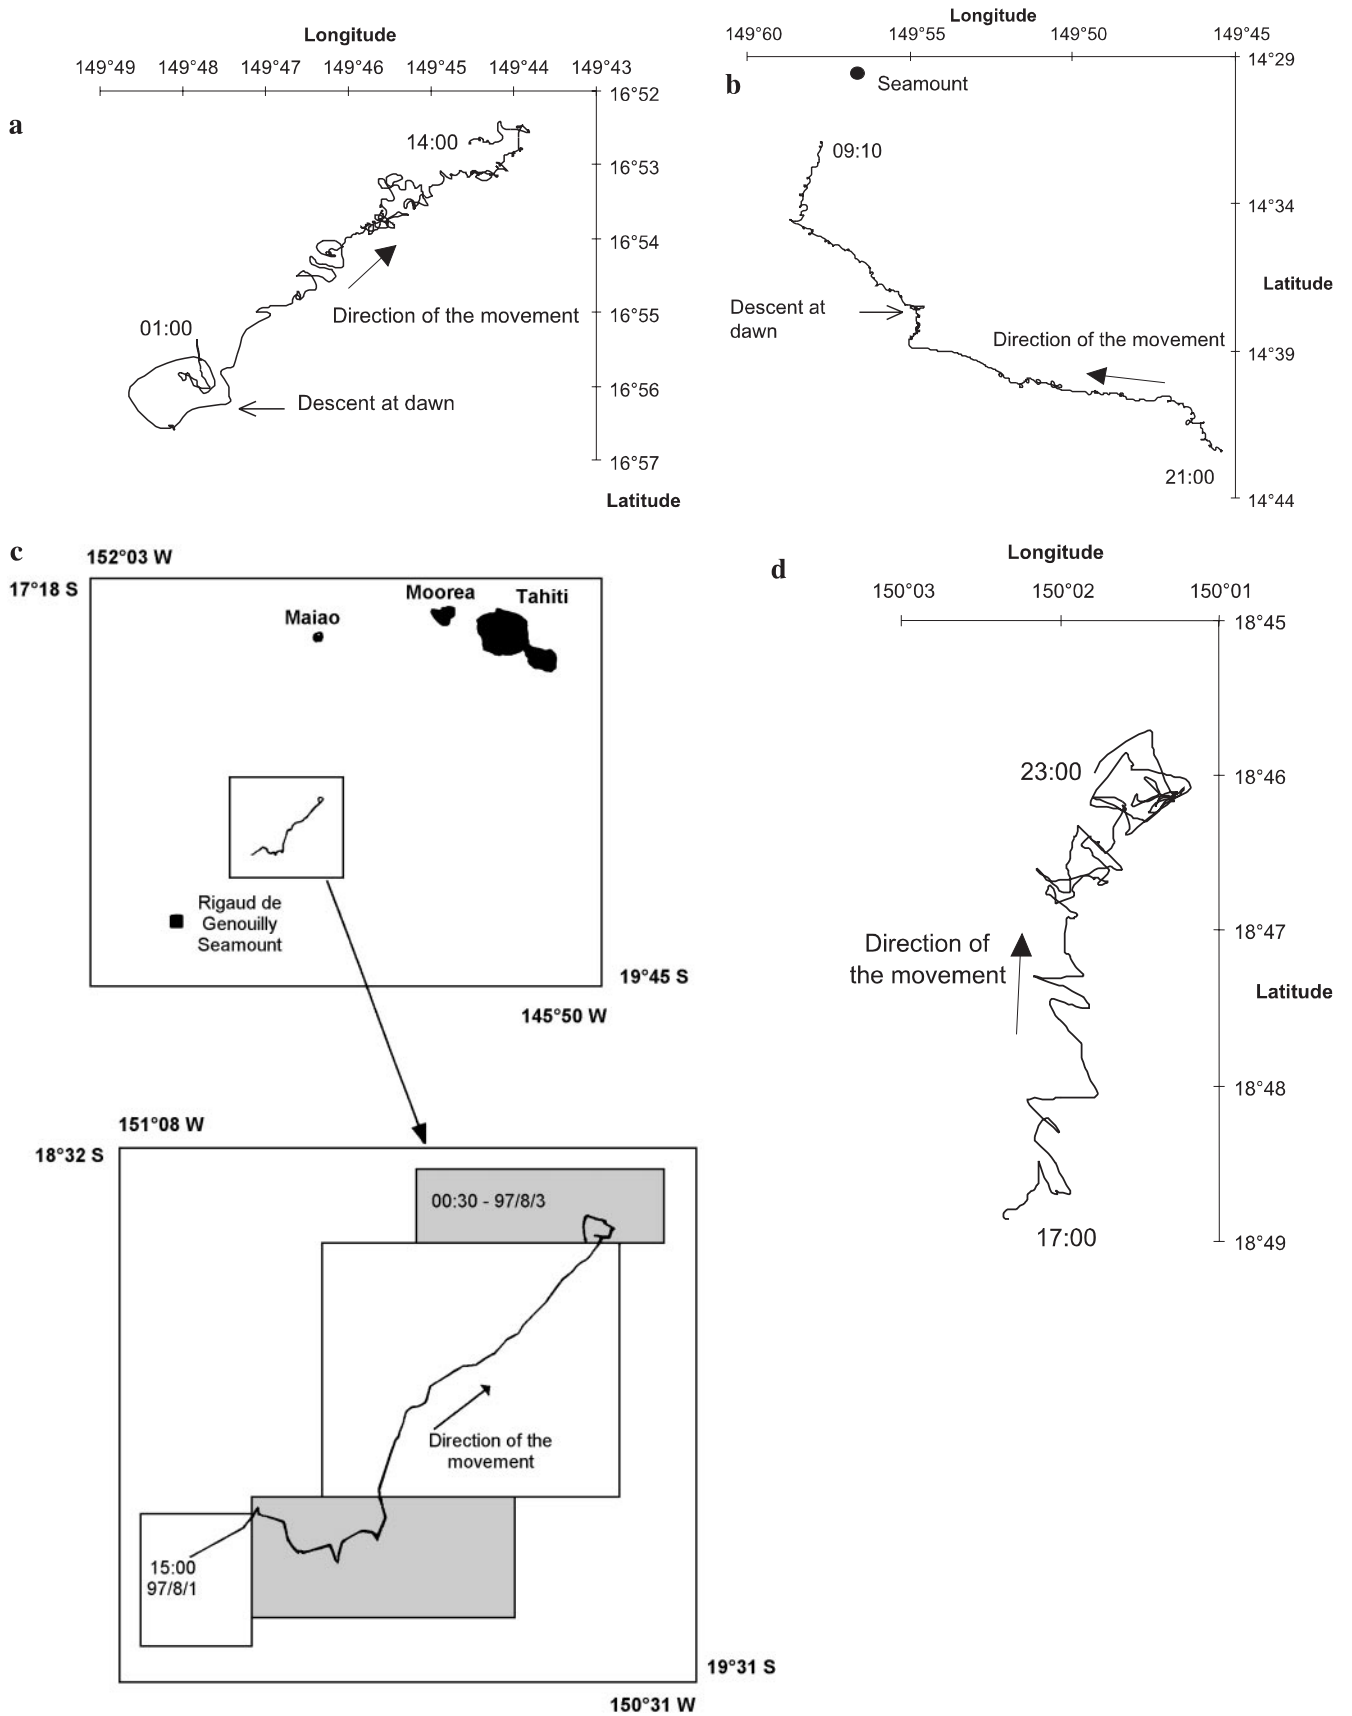 a
Longitude
149°49 149°48 149°47 149°46 149°45 149°44 149°43
16°52
16°53
16°54
16°55
16°56
16°57
Latitude
14:00
01:00
Direction of the movement
Descent at dawn
b
Longitude
149°60 149°55 149°50 149°45
14°29
14°34
14°39
14°44
Latitude
Seamount
09:10
Descent at
dawn
Direction of the movement
21:00
c
152°03 W
17°18 S
Maiao
Moorea
Tahiti
Rigaud de
Genouilly
Seamount
19°45 S
145°50 W
151°08 W
18°32 S
00:30 - 97/8/3
Direction of the
movement
15:00
97/8/1
19°31 S
150°31 W
d
Longitude
150°03 150°02 150°01
18°45
18°46
18°47
18°48
18°49
Latitude
23:00
Direction of
the movement
17:00